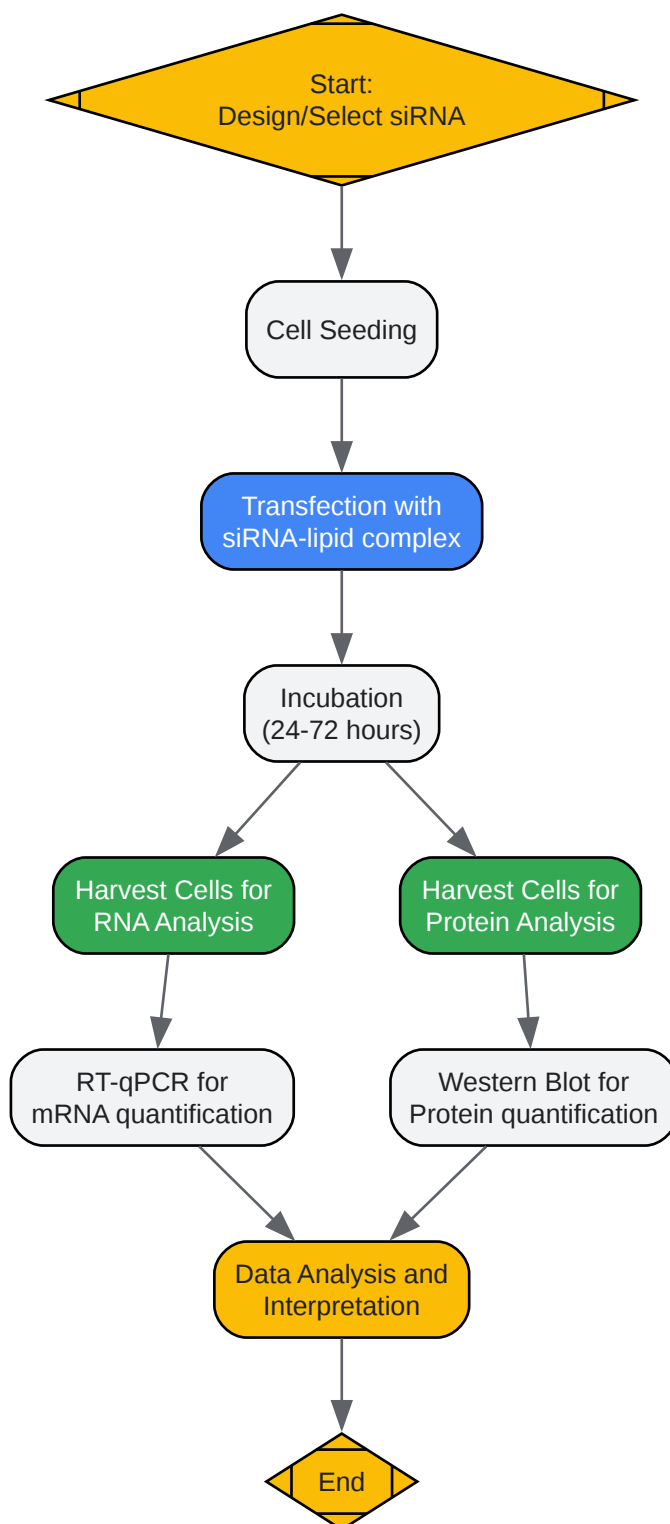 Start:
Design/Select siRNA
Cell Seeding
Transfection with
siRNA-lipid complex
Incubation
(24-72 hours)
Harvest Cells for
RNA Analysis
Harvest Cells for
Protein Analysis
RT-qPCR for
mRNA quantification
Western Blot for
Protein quantification
Data Analysis and
Interpretation
End